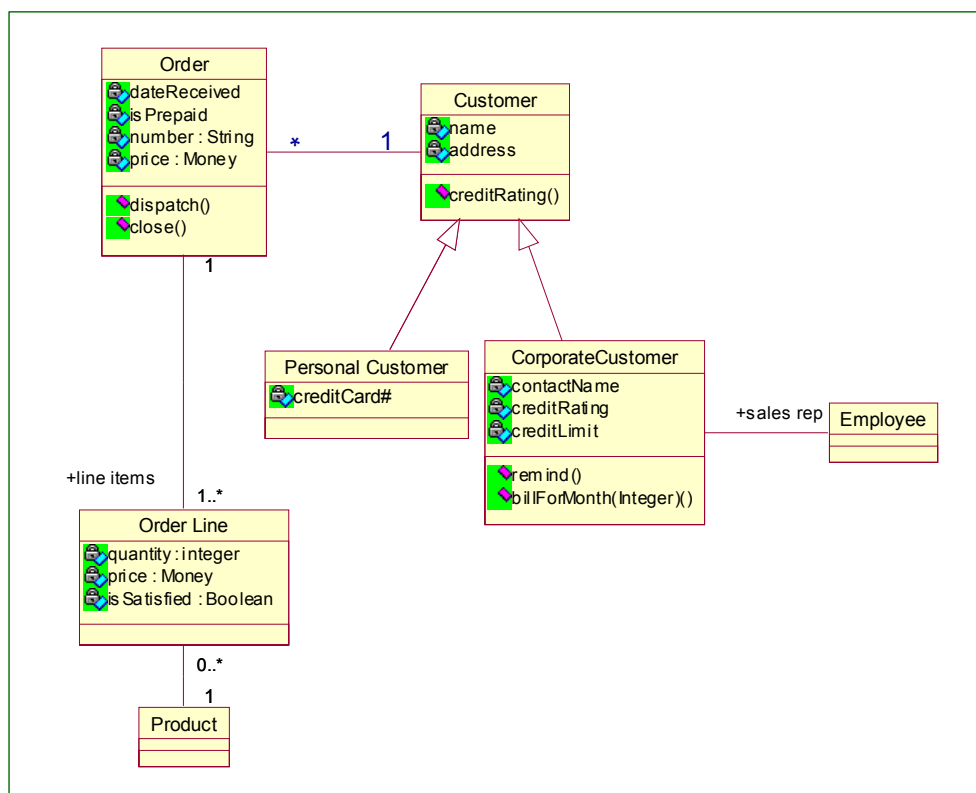 Order
dateReceived
isPrepaid
number : String
price : Money
dispatch()
close()
*
1
Customer
name
address
creditRating()
1
Personal Customer
creditCard#
CorporateCustomer
contactName
creditRating
creditLimit
remind()
billForMonth(Integer)()
+sales rep
Employee
+line items
1..*
Order Line
quantity : integer
price : Money
isSatisfied : Boolean
0..*
1
Product